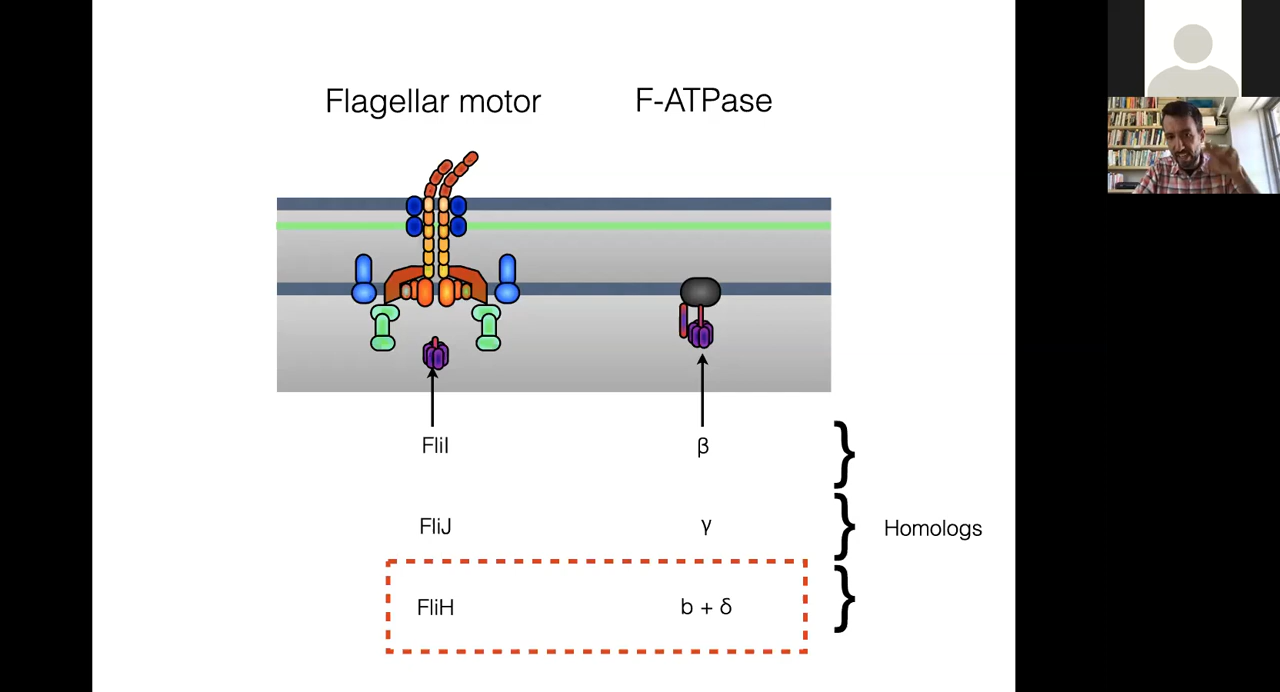 Flagellar motor F-ATPase
FliI β
FliJ γ Homologs
FliH b + δ